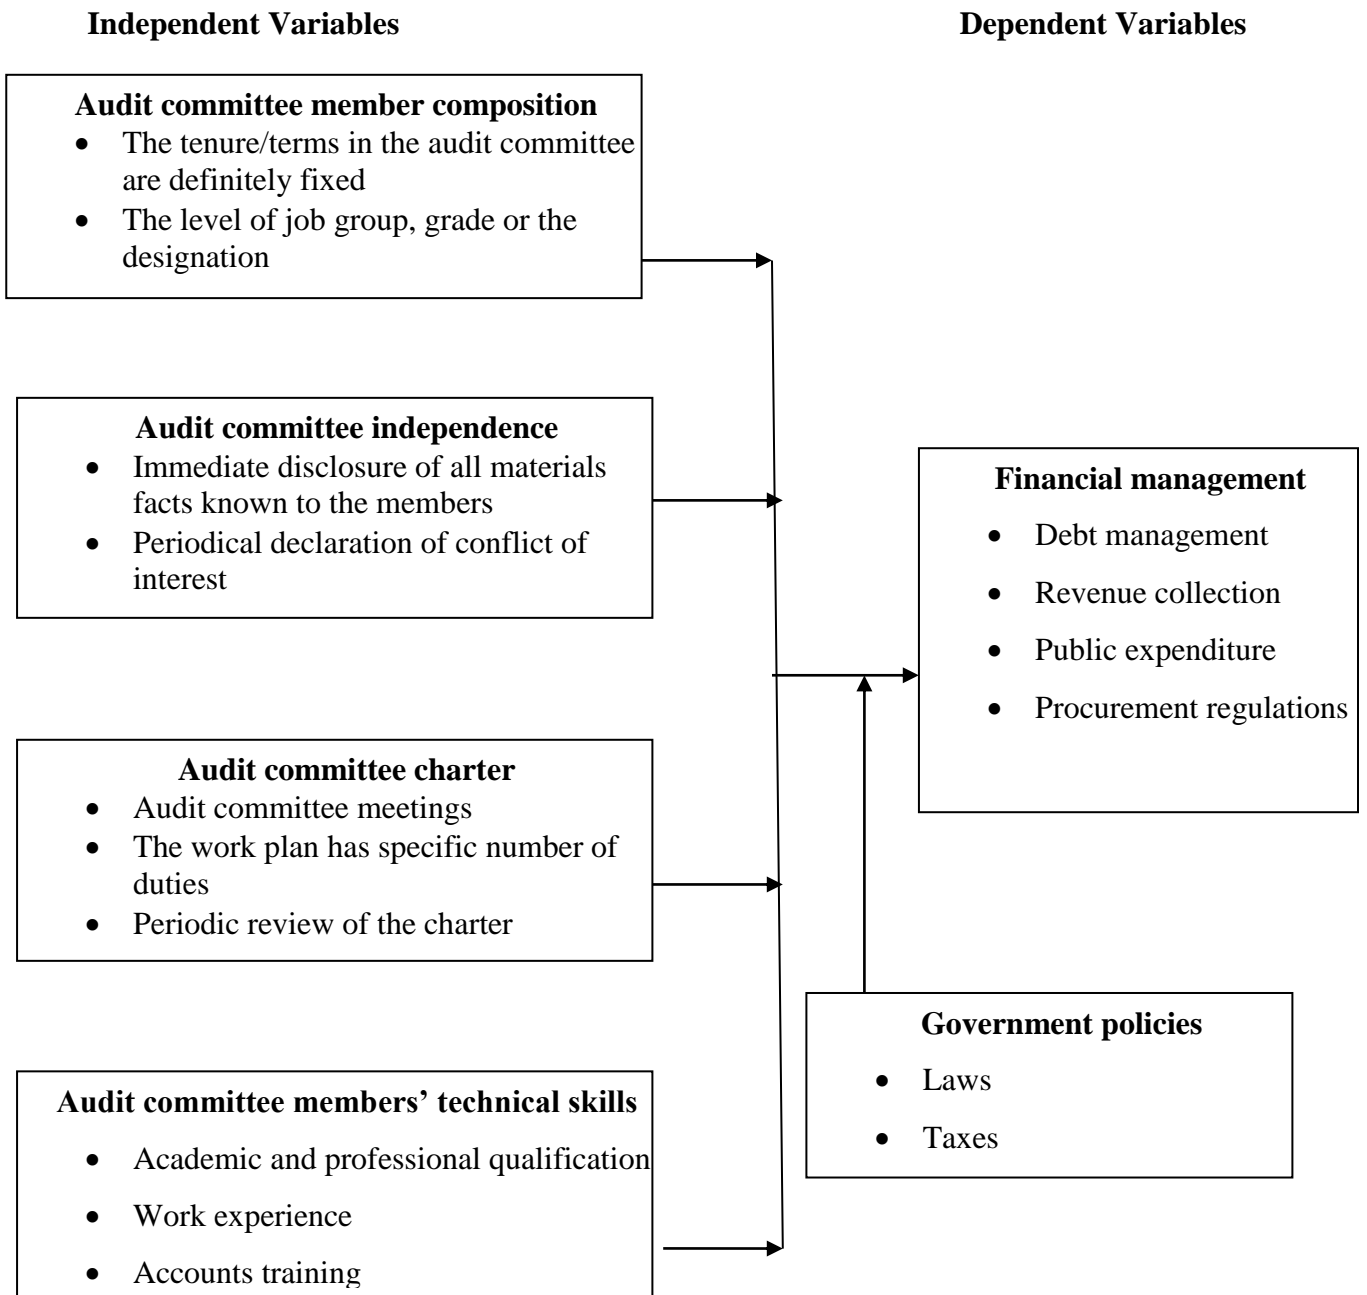 Independent Variables
Dependent Variables
Audit committee member composition
• The tenure/terms in the audit committee
are definitely fixed
• The level of job group, grade or the
designation
Audit committee independence
• Immediate disclosure of all materials
facts known to the members
• Periodical declaration of conflict of
interest
Audit committee charter
• Audit committee meetings
• The work plan has specific number of
duties
• Periodic review of the charter
Audit committee members’ technical skills
• Academic and professional qualification
• Work experience
• Accounts training
Financial management
• Debt management
• Revenue collection
• Public expenditure
• Procurement regulations
Government policies
• Laws
• Taxes